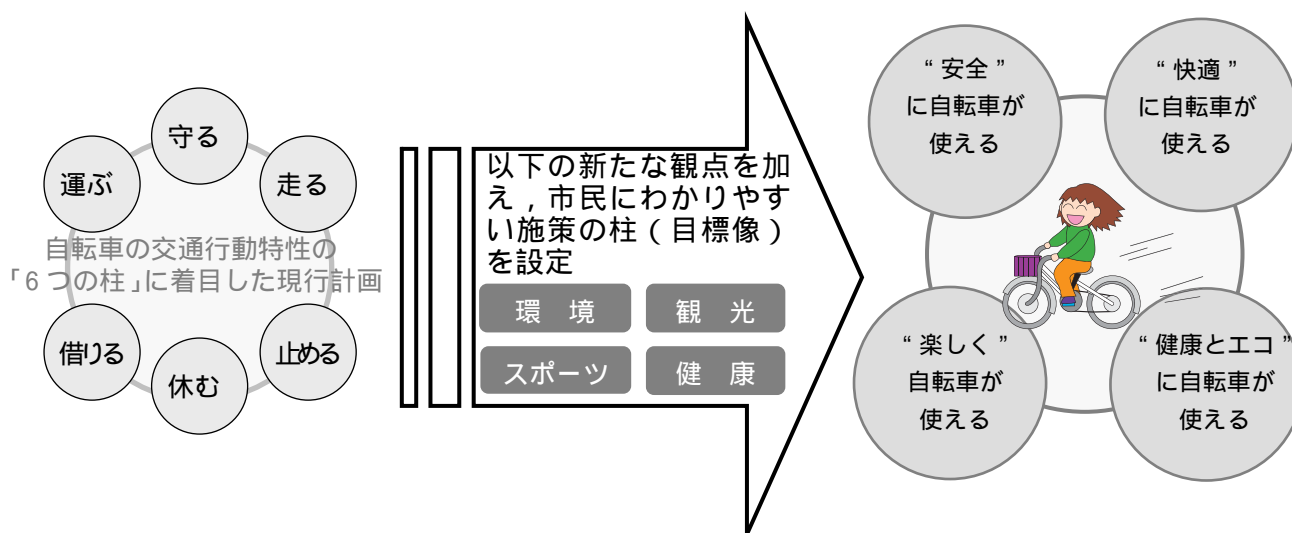 守る
運ぶ
走る
自転車の交通行動特性の
「６つの柱」に着目した現行計画
借りる
止める
休む
以下の新たな観点を加
え，市民にわかりやす
い施策の柱（目標像）
を設定
環　境
観　光
スポーツ
健　康
“安全”
に自転車が
使える
“快適”
に自転車が
使える
“楽しく”
自転車が
使える
“健康とエコ”
に自転車が
使える